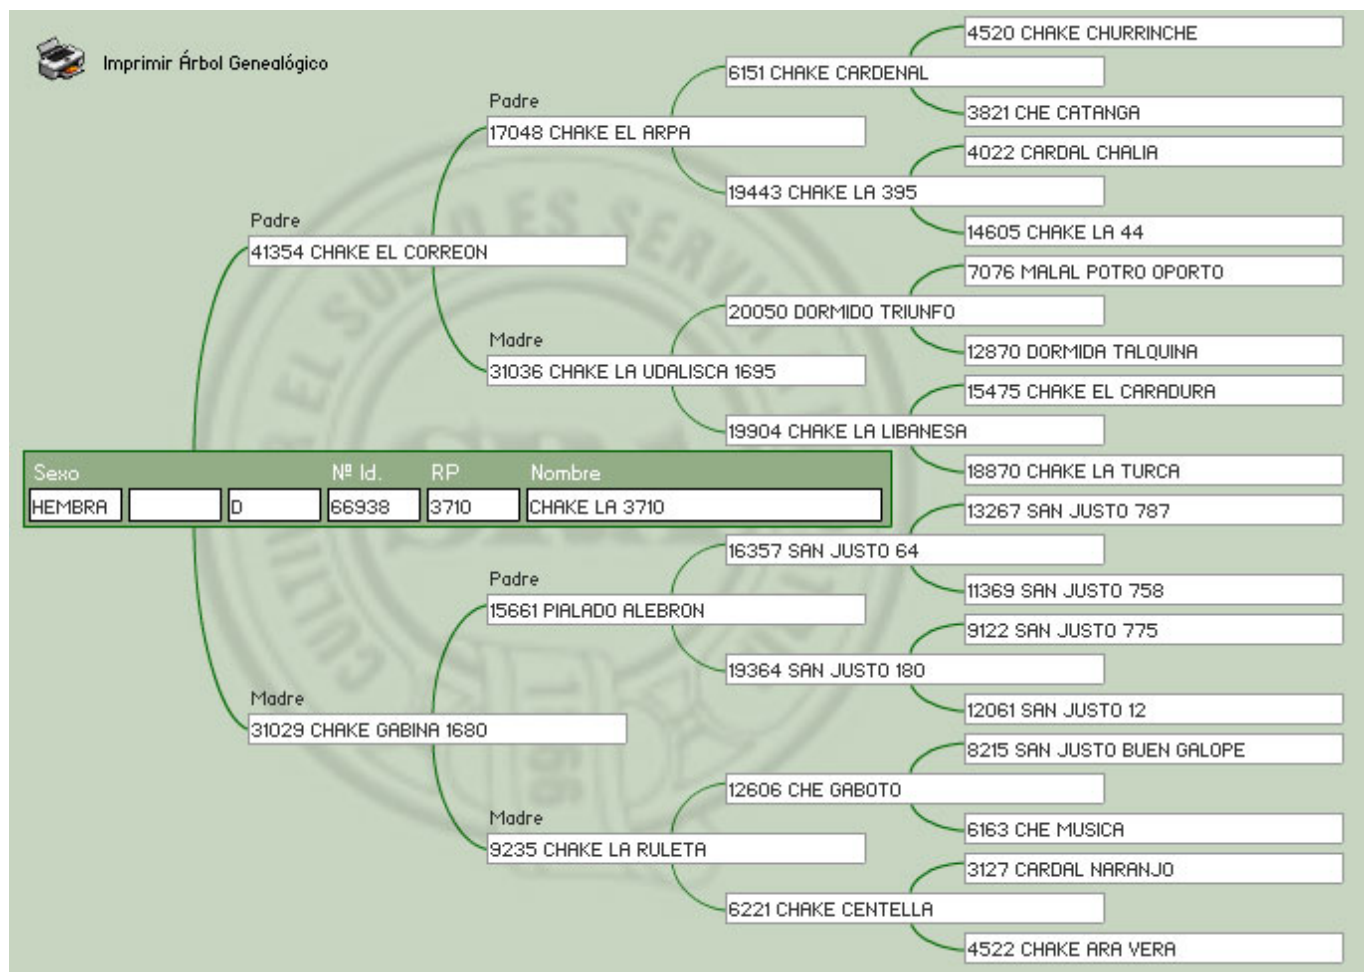 4520 CHAKE CHURRINCHE
Imprimir Árbol Genealógico
6151 CHAKE CARDENAL
Padre
3821 CHE CATANGA
17048 CHAKE EL ARPA
4022 CARDAL CHALIA
19443 CHAKE LA 395
Padre
14605 CHAKE LA 44
41354 CHAKE EL CORREON
7076 MALAL POTRO OPORTO
20050 DORMIDO TRIUNFO
Madre
12870 DORMIDA TALQUINA
31036 CHAKE LA UDALISCA 1695
15475 CHAKE EL CARADURA
19904 CHAKE LA LIBANESA
Sexo Nº Id. RP Nombre
18870 CHAKE LA TURCA
HEMBRA D 66938 3710 CHAKE LA 3710
13267 SAN JUSTO 787
16357 SAN JUSTO 64
Padre
11369 SAN JUSTO 758
15661 PIALADO ALEBRON
9122 SAN JUSTO 775
19364 SAN JUSTO 180
Madre
12061 SAN JUSTO 12
31029 CHAKE GABINA 1680
8215 SAN JUSTO BUEN GALOPE
12606 CHE GABOTO
Madre
6163 CHE MUSICA
9235 CHAKE LA RULETA
3127 CARDAL NARANJO
6221 CHAKE CENTELLA
4522 CHAKE ARA VERA